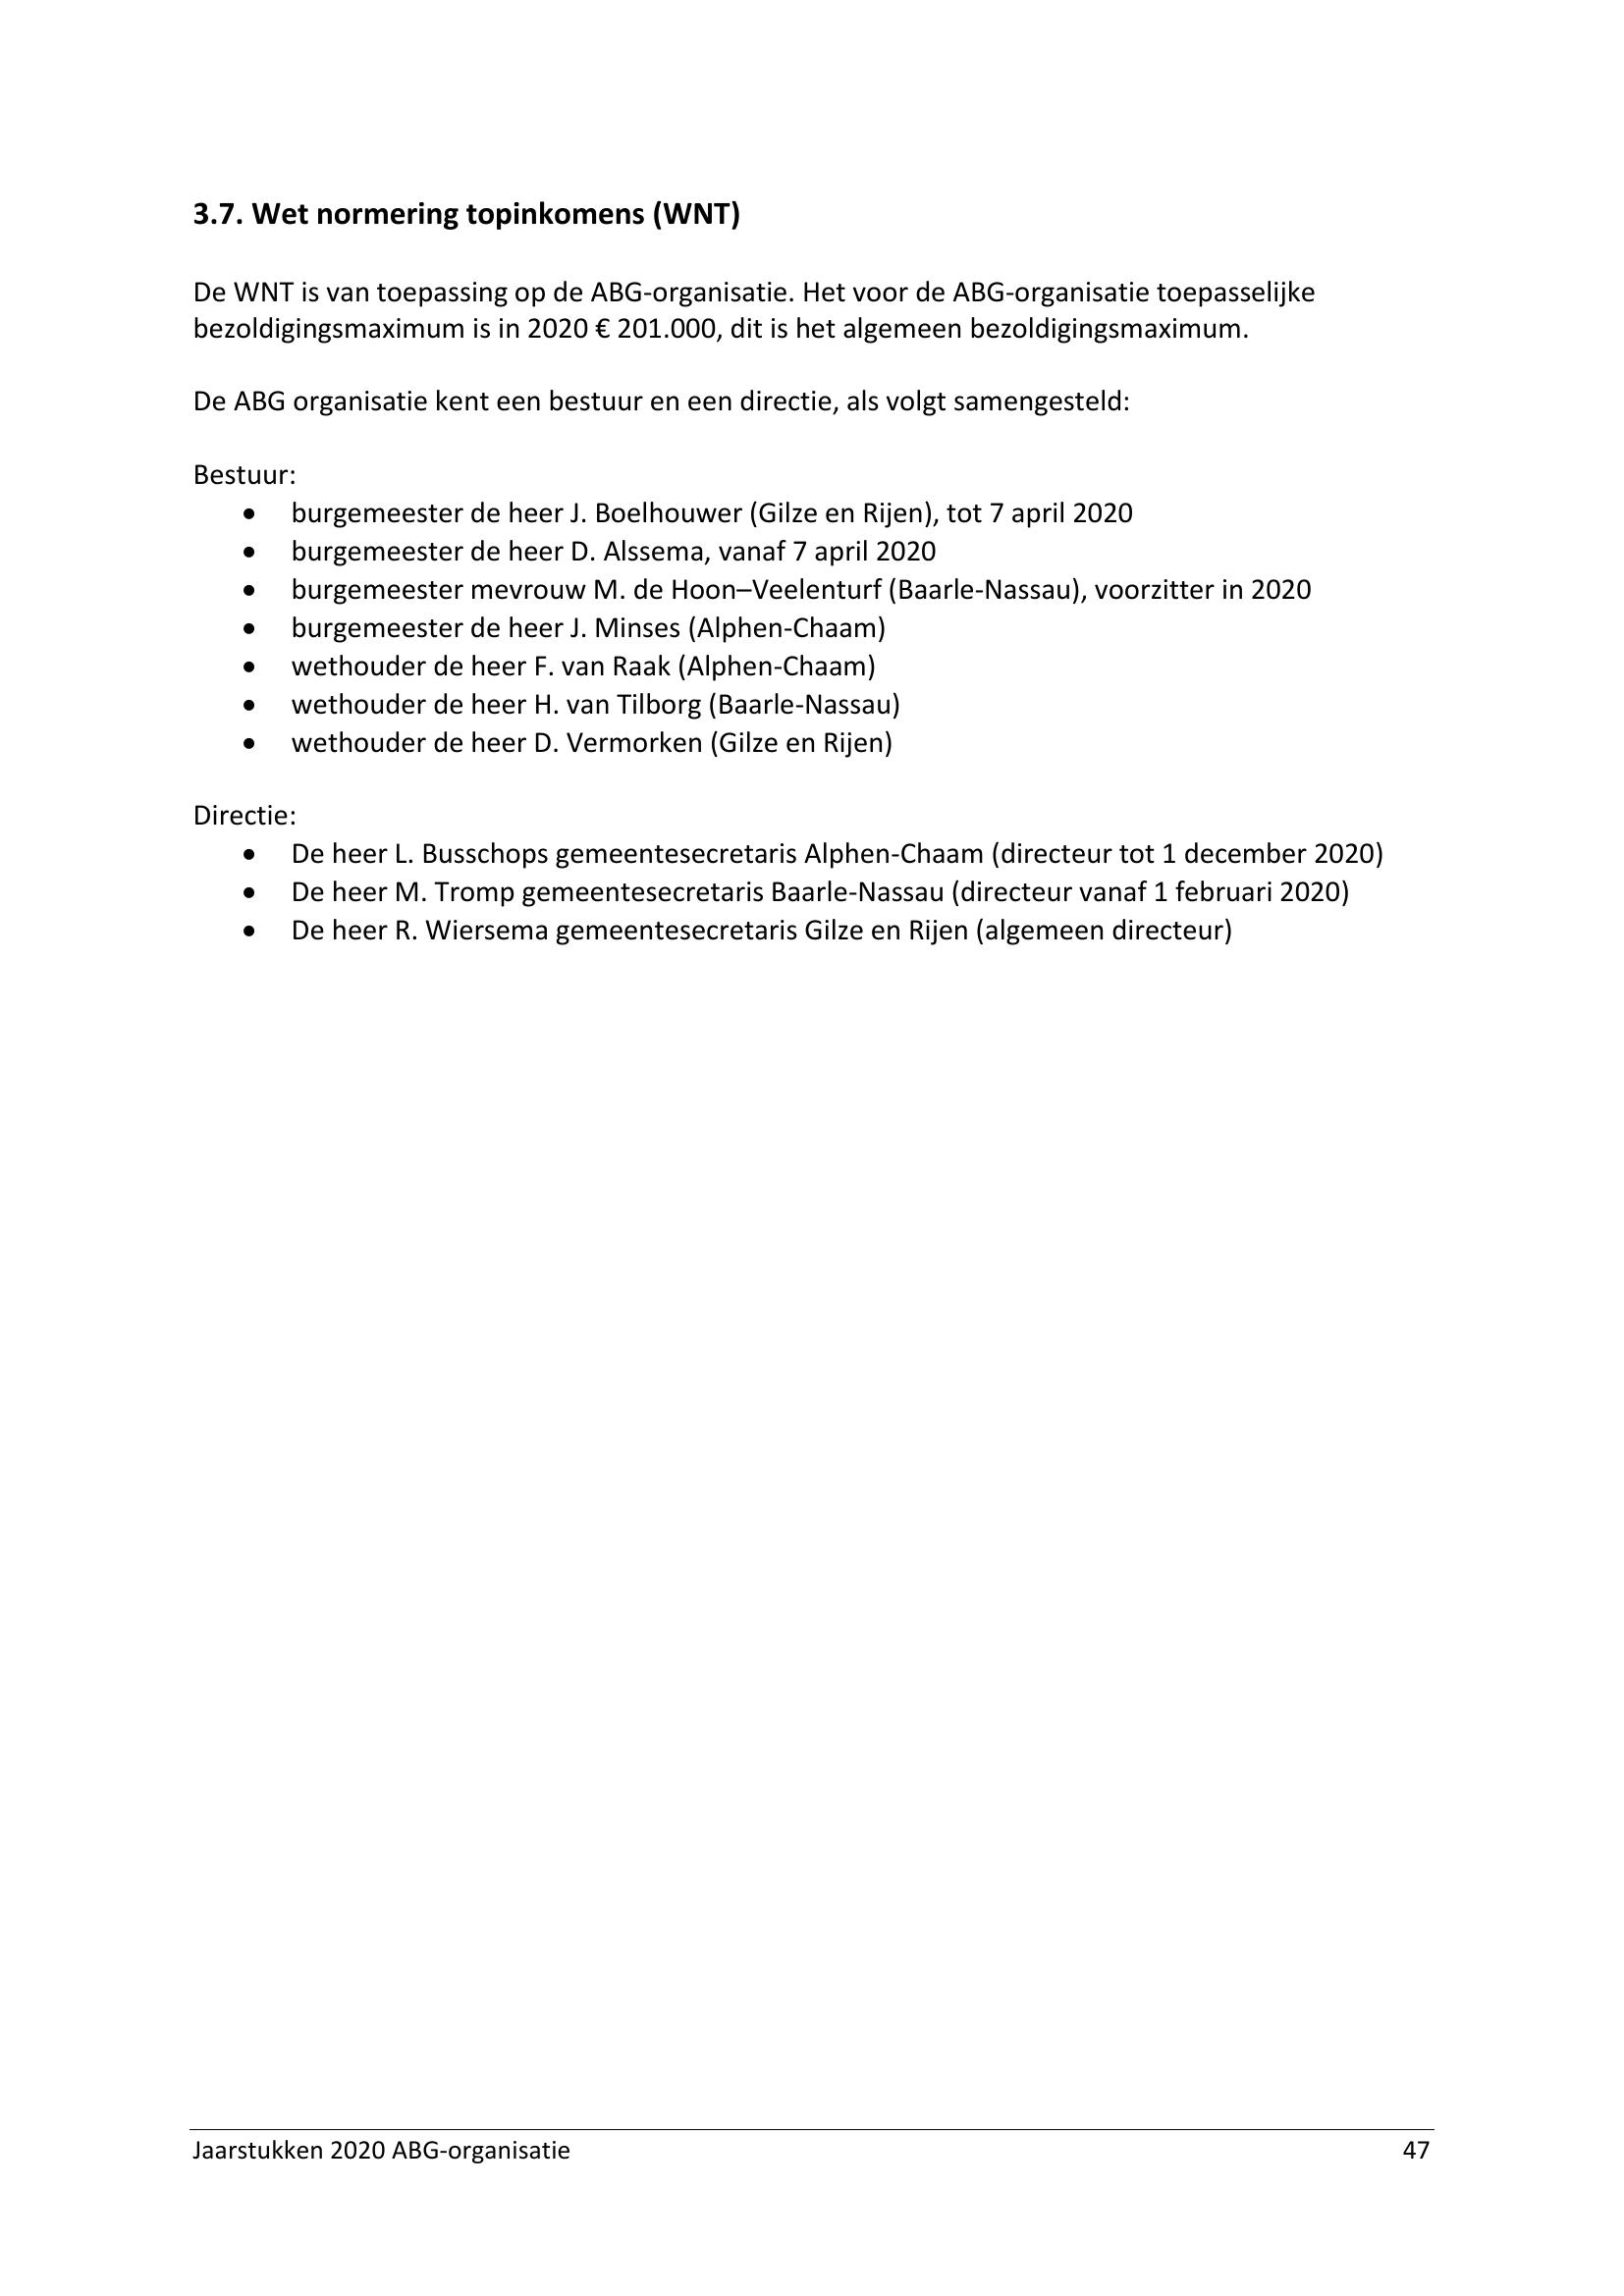 3.7. Wet normering topinkomens (WNT)
De WNT is van toepassing op de ABG-organisatie. Het voor de ABG-organisatie toepasselijke
bezoldigingsmaximum is in 2020 € 201.000, dit is het algemeen bezoldigingsmaximum.
De ABG organisatie kent een bestuur en een directie, als volgt samengesteld:
Bestuur:
• burgemeester de heer J. Boelhouwer (Gilze en Rijen), tot 7 april 2020
• burgemeester de heer D. Alssema, vanaf 7 april 2020
• burgemeester mevrouw M. de Hoon–Veelenturf (Baarle-Nassau), voorzitter in 2020
• burgemeester de heer J. Minses (Alphen-Chaam)
• wethouder de heer F. van Raak (Alphen-Chaam)
• wethouder de heer H. van Tilborg (Baarle-Nassau)
• wethouder de heer D. Vermorken (Gilze en Rijen)
Directie:
• De heer L. Busschops gemeentesecretaris Alphen-Chaam (directeur tot 1 december 2020)
• De heer M. Tromp gemeentesecretaris Baarle-Nassau (directeur vanaf 1 februari 2020)
• De heer R. Wiersema gemeentesecretaris Gilze en Rijen (algemeen directeur)
Jaarstukken 2020 ABG-organisatie 47